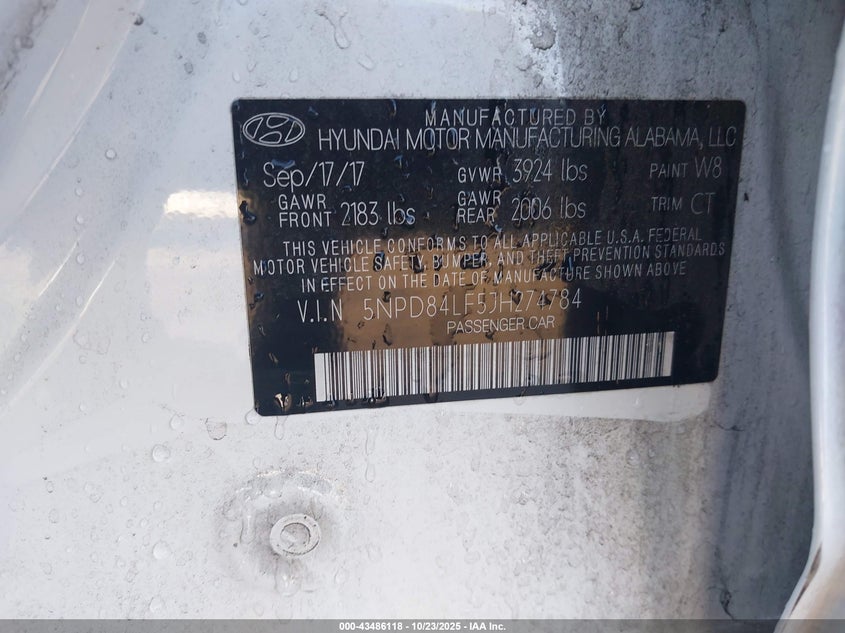 MANUFACTURED BY
HYUNDAI MOTOR MANUFACTURING ALABAMA, LLC
Sep/17/17 GVWR 3924 lbs PAINT W8
GAWR FRONT 2183 lbs GAWR REAR 2006 lbs TRIM CT
THIS VEHICLE CONFORMS TO ALL APPLICABLE U.S.A. FEDERAL
MOTOR VEHICLE SAFETY, BUMPER, AND THEFT PREVENTION STANDARDS
IN EFFECT ON THE DATE OF MANUFACTURE SHOWN ABOVE.
V.I.N 5NPD84LF5JH274784
PASSENGER CAR
000-43486118 - 10/23/2025 - IAA Inc.